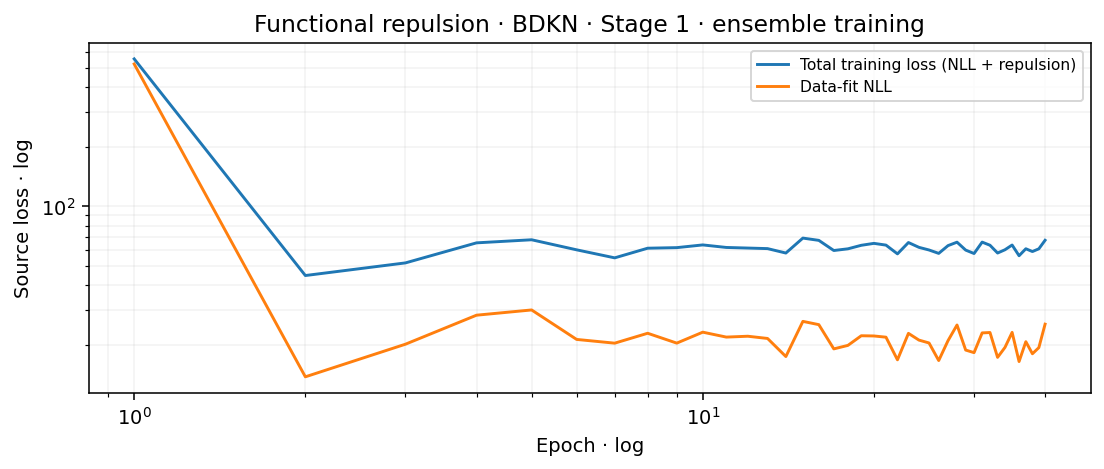 Functional repulsion · BDKN · Stage 1 · ensemble training
Total training loss (NLL + repulsion)
Data-fit NLL
Source loss · log
10²
10⁰
10¹
Epoch · log